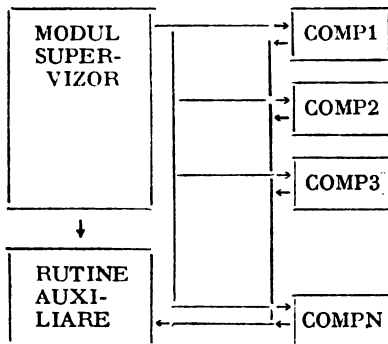 MODUL
SUPER-
VIZOR
COMP1
COMP2
COMP3
RUTINE
AUXI-
LIARE
COMPN